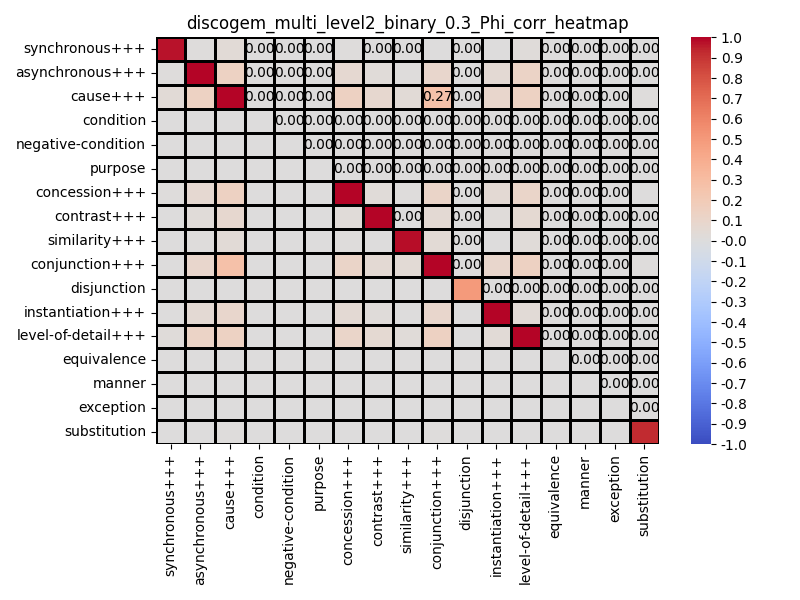 discogem_multi_level2_binary_0.3_Phi_corr_heatmap
synchronous+++ 0.00 0.00 0.00 0.00 0.00 0.00 0.00 0.00 0.00 0.00
asynchronous+++ 0.00 0.00 0.00 0.00 0.00 0.00 0.00 0.00
cause+++ 0.00 0.00 0.00 0.27 0.00 0.00 0.00 0.00
condition 0.00 0.00 0.00 0.00 0.00 0.00 0.00 0.00 0.00 0.00 0.00 0.00 0.00
negative-condition 0.00 0.00 0.00 0.00 0.00 0.00 0.00 0.00 0.00 0.00 0.00 0.00
purpose 0.00 0.00 0.00 0.00 0.00 0.00 0.00 0.00 0.00 0.00 0.00
concession+++ 0.00 0.00 0.00 0.00
contrast+++ 0.00 0.00 0.00 0.00 0.00 0.00
similarity+++ 0.00 0.00 0.00 0.00 0.00
conjunction+++ 0.00 0.00 0.00 0.00
disjunction 0.00 0.00 0.00 0.00 0.00 0.00
instantiation+++ 0.00 0.00 0.00 0.00
level-of-detail+++ 0.00 0.00 0.00 0.00
equivalence 0.00 0.00 0.00
manner 0.00 0.00
exception 0.00
substitution
synchronous+++
asynchronous+++
cause+++
condition
negative-condition
purpose
concession+++
contrast+++
similarity+++
conjunction+++
disjunction
instantiation+++
level-of-detail+++
equivalence
manner
exception
substitution
1.0
0.9
0.8
0.7
0.6
0.5
0.4
0.3
0.2
0.1
-0.0
-0.1
-0.2
-0.3
-0.4
-0.5
-0.6
-0.7
-0.8
-0.9
-1.0